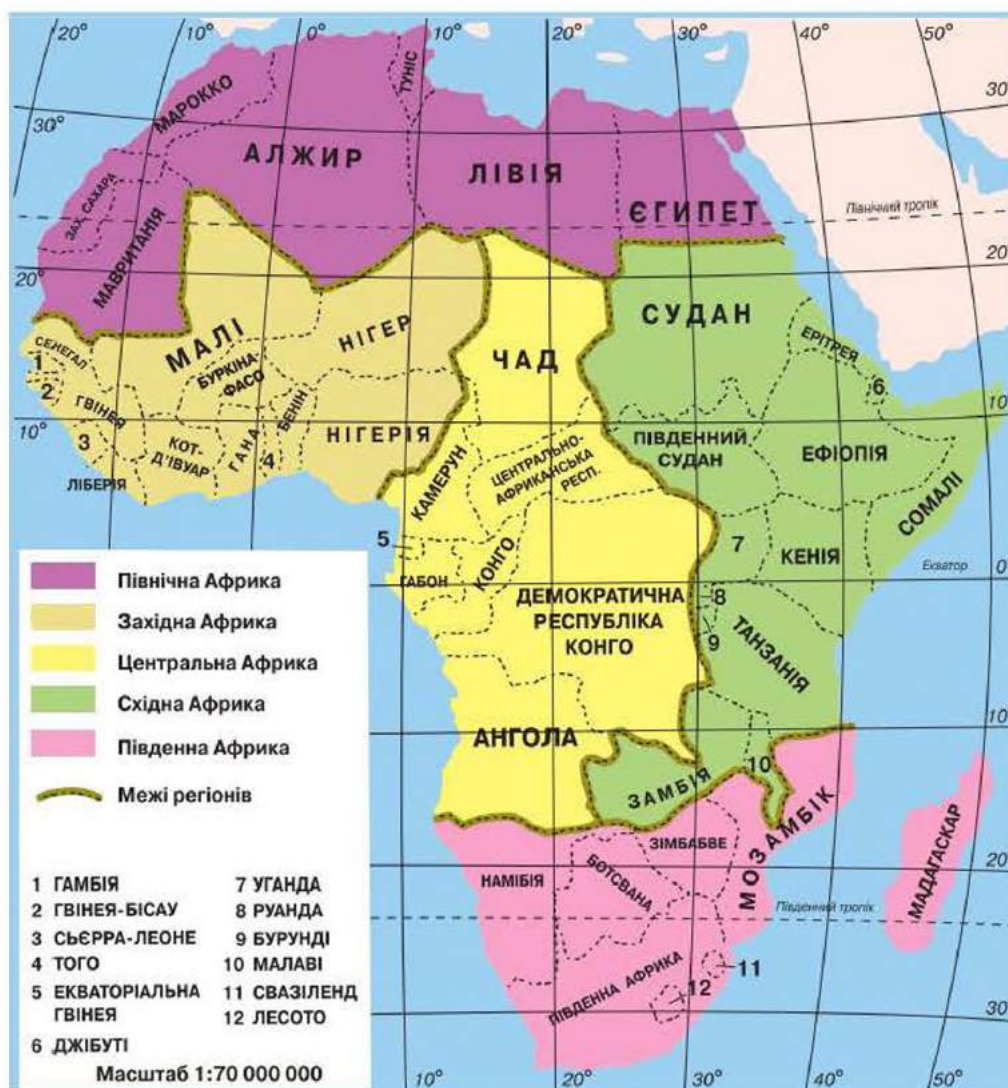 20°
10°
0°
10°
20°
30°
40°
50°
30°
30°
МАРОККО
ТУНІС
АЛЖИР
ЛІВІЯ
ЄГИПЕТ
ЗАХ. САХАРА
МАВРИТАНІЯ
Північний тропік
20°
20°
МАЛІ
НІГЕР
ЧАД
СУДАН
ЕРІТРЕЯ
СЕНЕГАЛ
1
2
БУРКІНА-
ФАСО
6
10°
10°
ГВІНЕЯ
3
КОТ-
Д'ІВУАР
ГАНА
4
БЕНІН
НІГЕРІЯ
ЛІБЕРІЯ
КАМЕРУН
ЦЕНТРАЛЬНО-
АФРИКАНСЬКА
РЕСП.
ПІВДЕННИЙ
СУДАН
ЕФІОПІЯ
СОМАЛІ
5
ГАБОН
КОНГО
7
КЕНІЯ
Екватор
0°
ДЕМОКРАТИЧНА
РЕСПУБЛІКА
КОНГО
8
9
ТАНЗАНІЯ
10°
АНГОЛА
ЗАМБІЯ
10
МОЗАМБІК
ЗІМБАБВЕ
НАМІБІЯ
БОТСВАНА
МАДАГАСКАР
20°
Південний тропік
ПІВДЕННА АФРИКА
11
12
30°
Північна Африка
Західна Африка
Центральна Африка
Східна Африка
Південна Африка
Межі регіонів
1 ГАМБІЯ
2 ГВІНЕЯ-БІСАУ
3 СЬЄРРА-ЛЕОНЕ
4 ТОГО
5 ЕКВАТОРІАЛЬНА
ГВІНЕЯ
6 ДЖІБУТІ
7 УГАНДА
8 РУАНДА
9 БУРУНДІ
10 МАЛАВІ
11 СВАЗІЛЕНД
12 ЛЕСОТО
Масштаб 1:70 000 000
10°
20°
30°
40°
50°